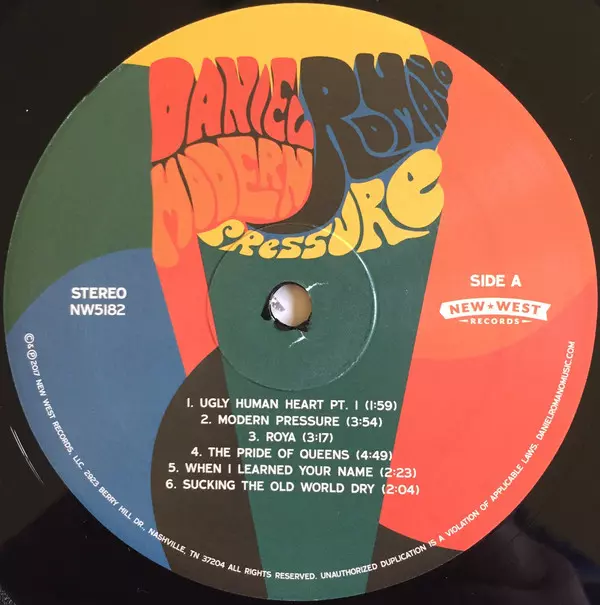 DANIEL ROMANO
MODERN
PRESSURE
STEREO
NW5182
SIDE A
NEW★WEST
RECORDS
1. UGLY HUMAN HEART PT. 1 (1:59)
2. MODERN PRESSURE (3:54)
3. ROYA (3:17)
4. THE PRIDE OF QUEENS (4:49)
5. WHEN I LEARNED YOUR NAME (2:23)
6. SUCKING THE OLD WORLD DRY (2:04)
©&℗2017 NEW WEST RECORDS, LLC. 2923 BERRY HILL DR., NASHVILLE, TN 37204 ALL RIGHTS RESERVED. UNAUTHORIZED DUPLICATION IS A VIOLATION OF APPLICABLE LAWS. DANIELROMANOMUSIC.COM